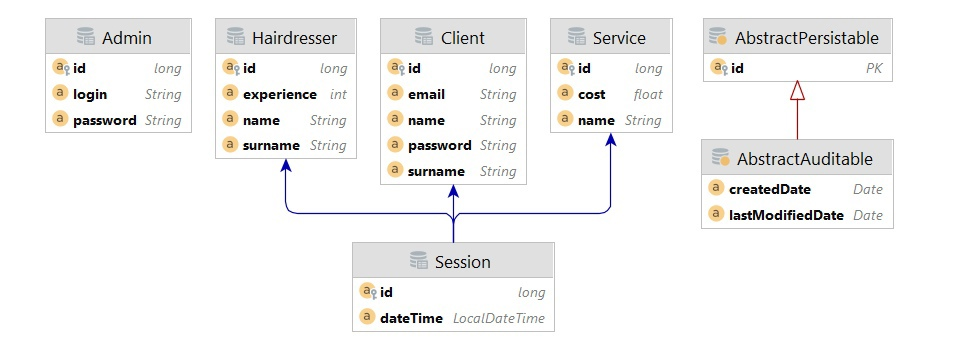 Admin
id long
login String
password String
Hairdresser
id long
experience int
name String
surname String
Client
id long
email String
name String
password String
surname String
Service
id long
cost float
name String
AbstractPersistable
id PK
AbstractAuditable
createdDate Date
lastModifiedDate Date
Session
id long
dateTime LocalDateTime